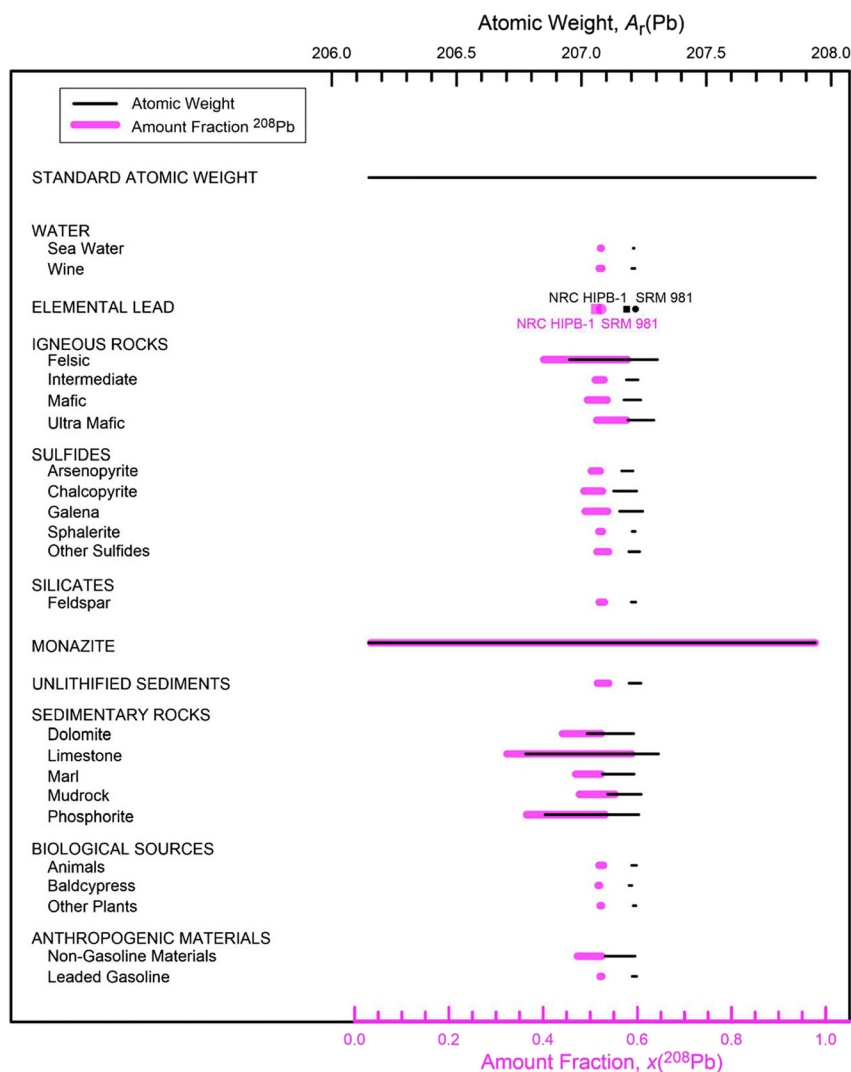 Atomic Weight, Aᵣ(Pb)
206.0 206.5 207.0 207.5 208.0
Atomic Weight
Amount Fraction ²⁰⁸Pb
STANDARD ATOMIC WEIGHT
WATER
Sea Water
Wine
NRC HIPB-1 SRM 981
ELEMENTAL LEAD
NRC HIPB-1 SRM 981
IGNEOUS ROCKS
Felsic
Intermediate
Mafic
Ultra Mafic
SULFIDES
Arsenopyrite
Chalcopyrite
Galena
Sphalerite
Other Sulfides
SILICATES
Feldspar
MONAZITE
UNLITHIFIED SEDIMENTS
SEDIMENTARY ROCKS
Dolomite
Limestone
Marl
Mudrock
Phosphorite
BIOLOGICAL SOURCES
Animals
Baldcypress
Other Plants
ANTHROPOGENIC MATERIALS
Non-Gasoline Materials
Leaded Gasoline
0.0 0.2 0.4 0.6 0.8 1.0
Amount Fraction, x(²⁰⁸Pb)